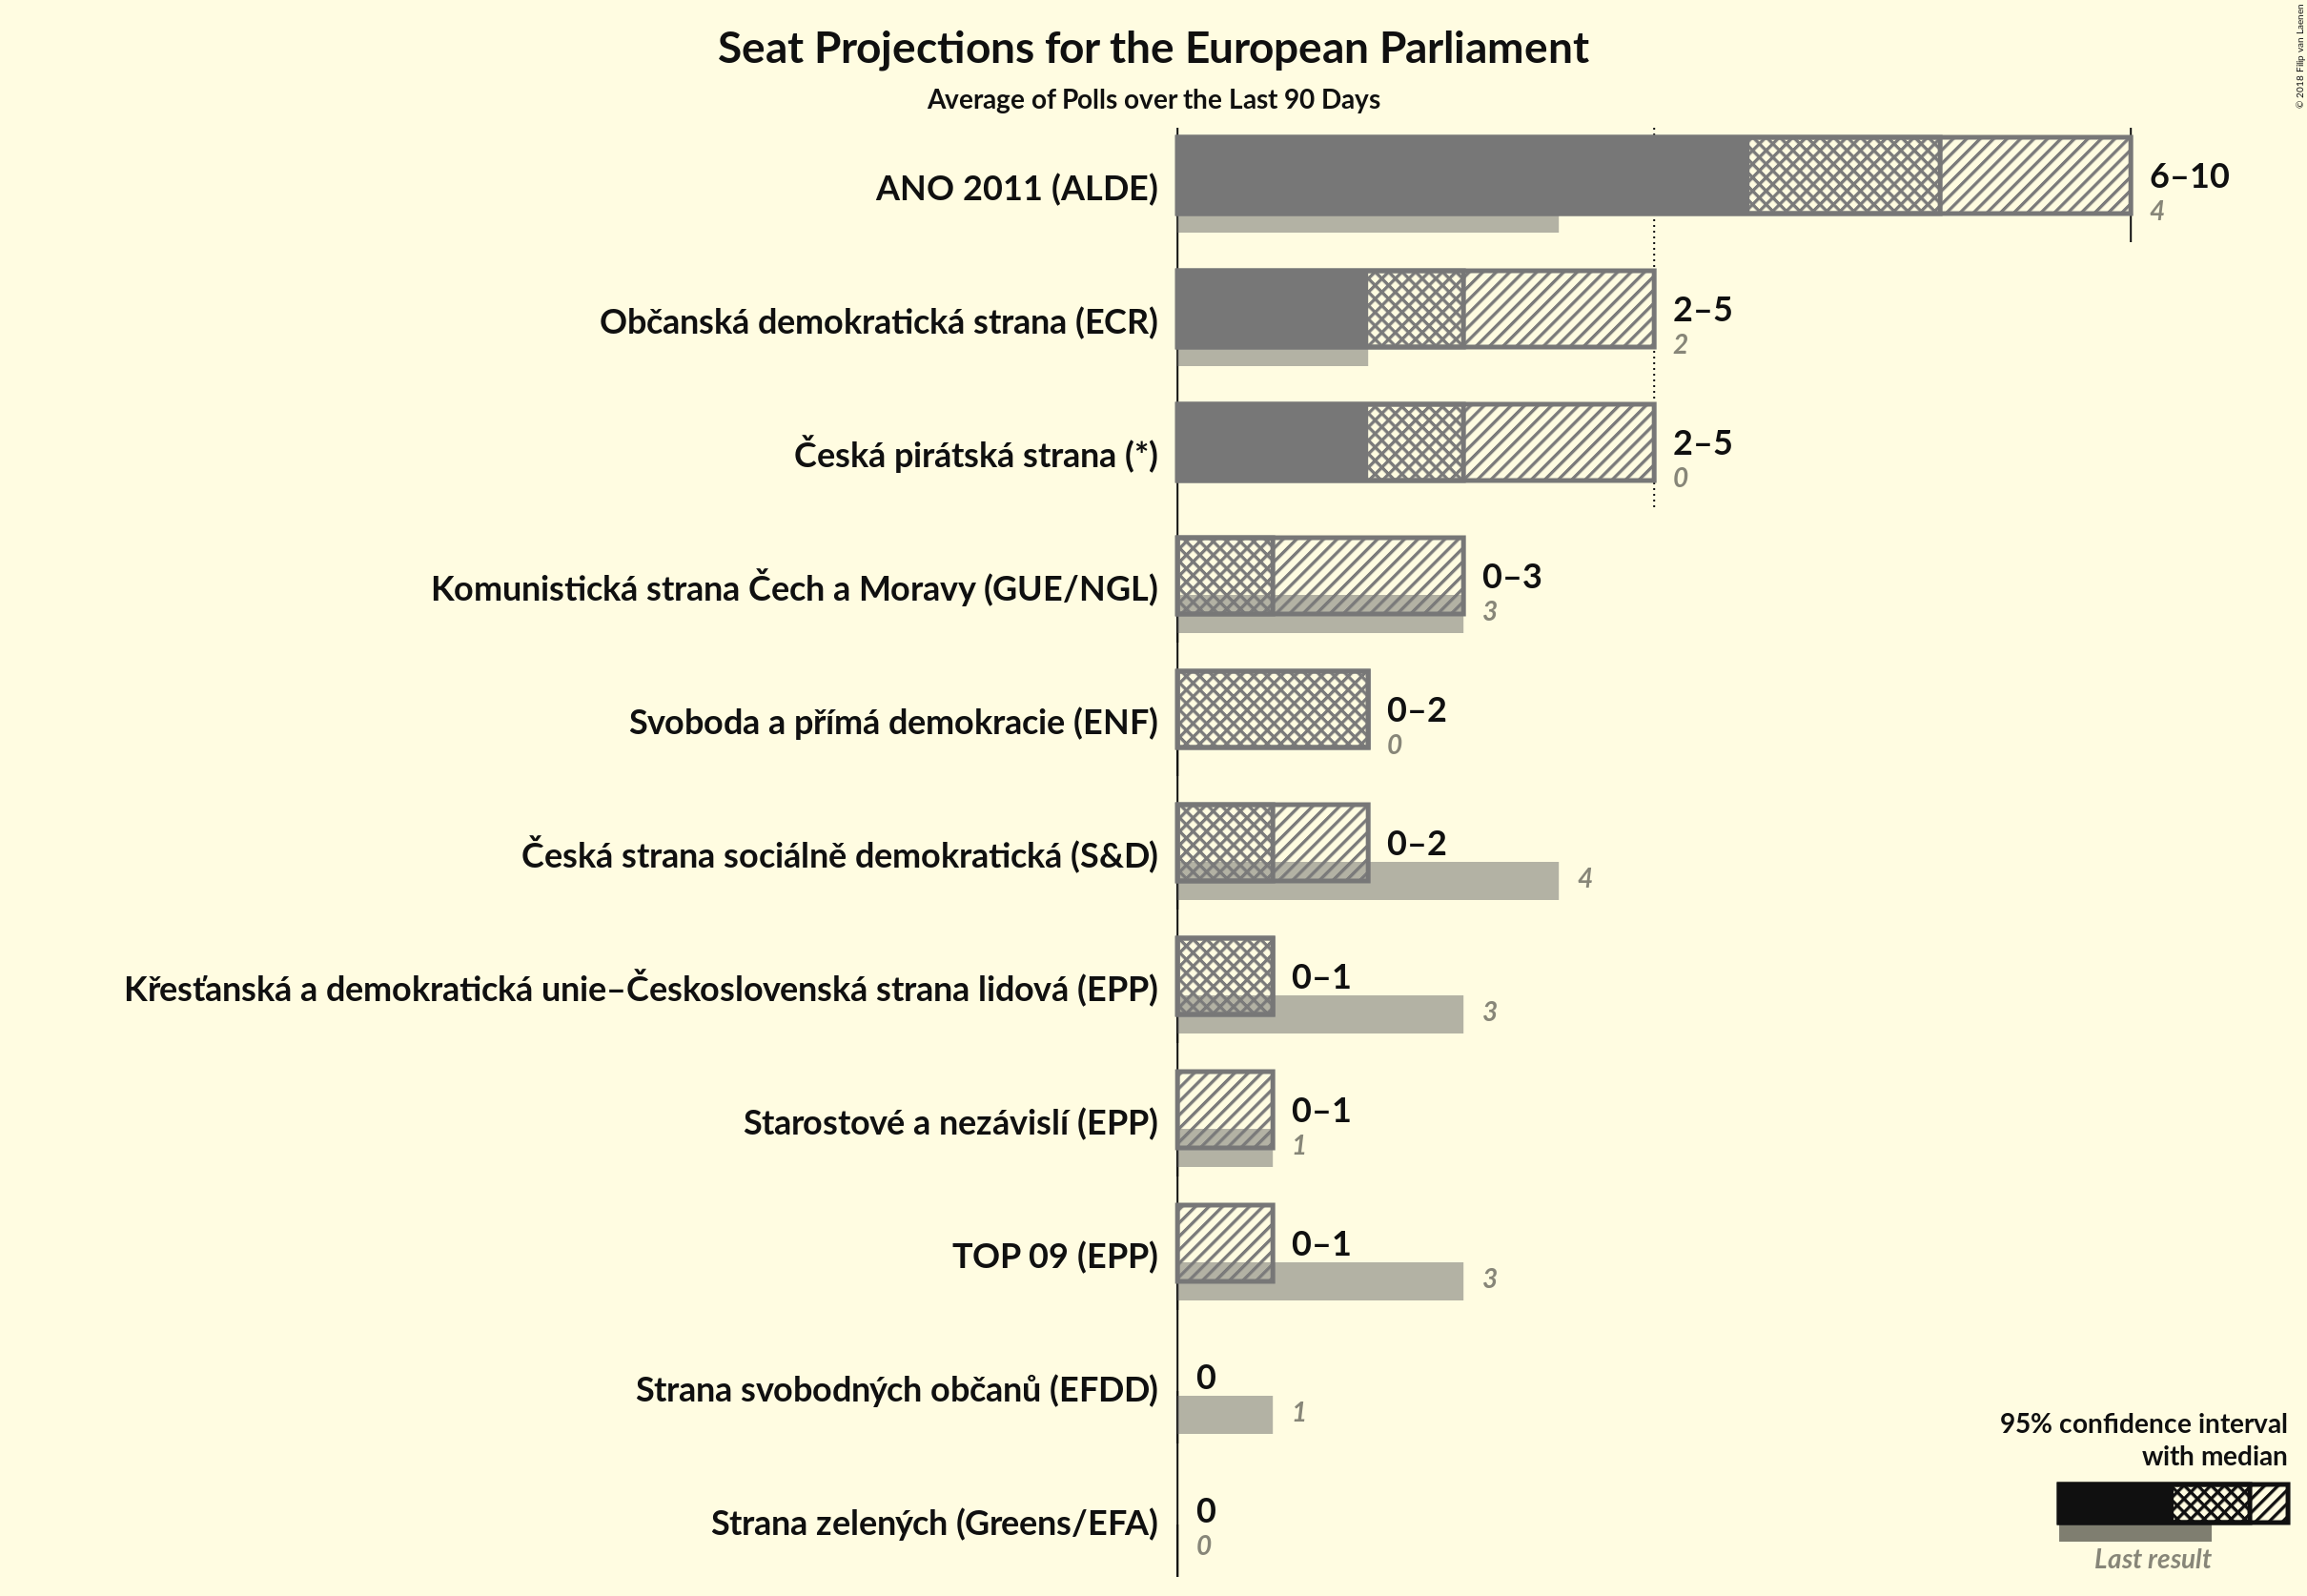 © 2018 Filip van Laenen
Seat Projections for the European Parliament
Average of Polls over the Last 90 Days
ANO 2011 (ALDE)
6–10
4
Občanská demokratická strana (ECR)
2–5
2
Česká pirátská strana (*)
2–5
0
Komunistická strana Čech a Moravy (GUE/NGL)
0–3
3
Svoboda a přímá demokracie (ENF)
0–2
0
Česká strana sociálně demokratická (S&D)
0–2
4
Křesťanská a demokratická unie–Československá strana lidová (EPP)
0–1
3
Starostové a nezávislí (EPP)
0–1
1
TOP 09 (EPP)
0–1
3
Strana svobodných občanů (EFDD)
0
1
Strana zelených (Greens/EFA)
0
0
95% confidence interval
with median
Last result